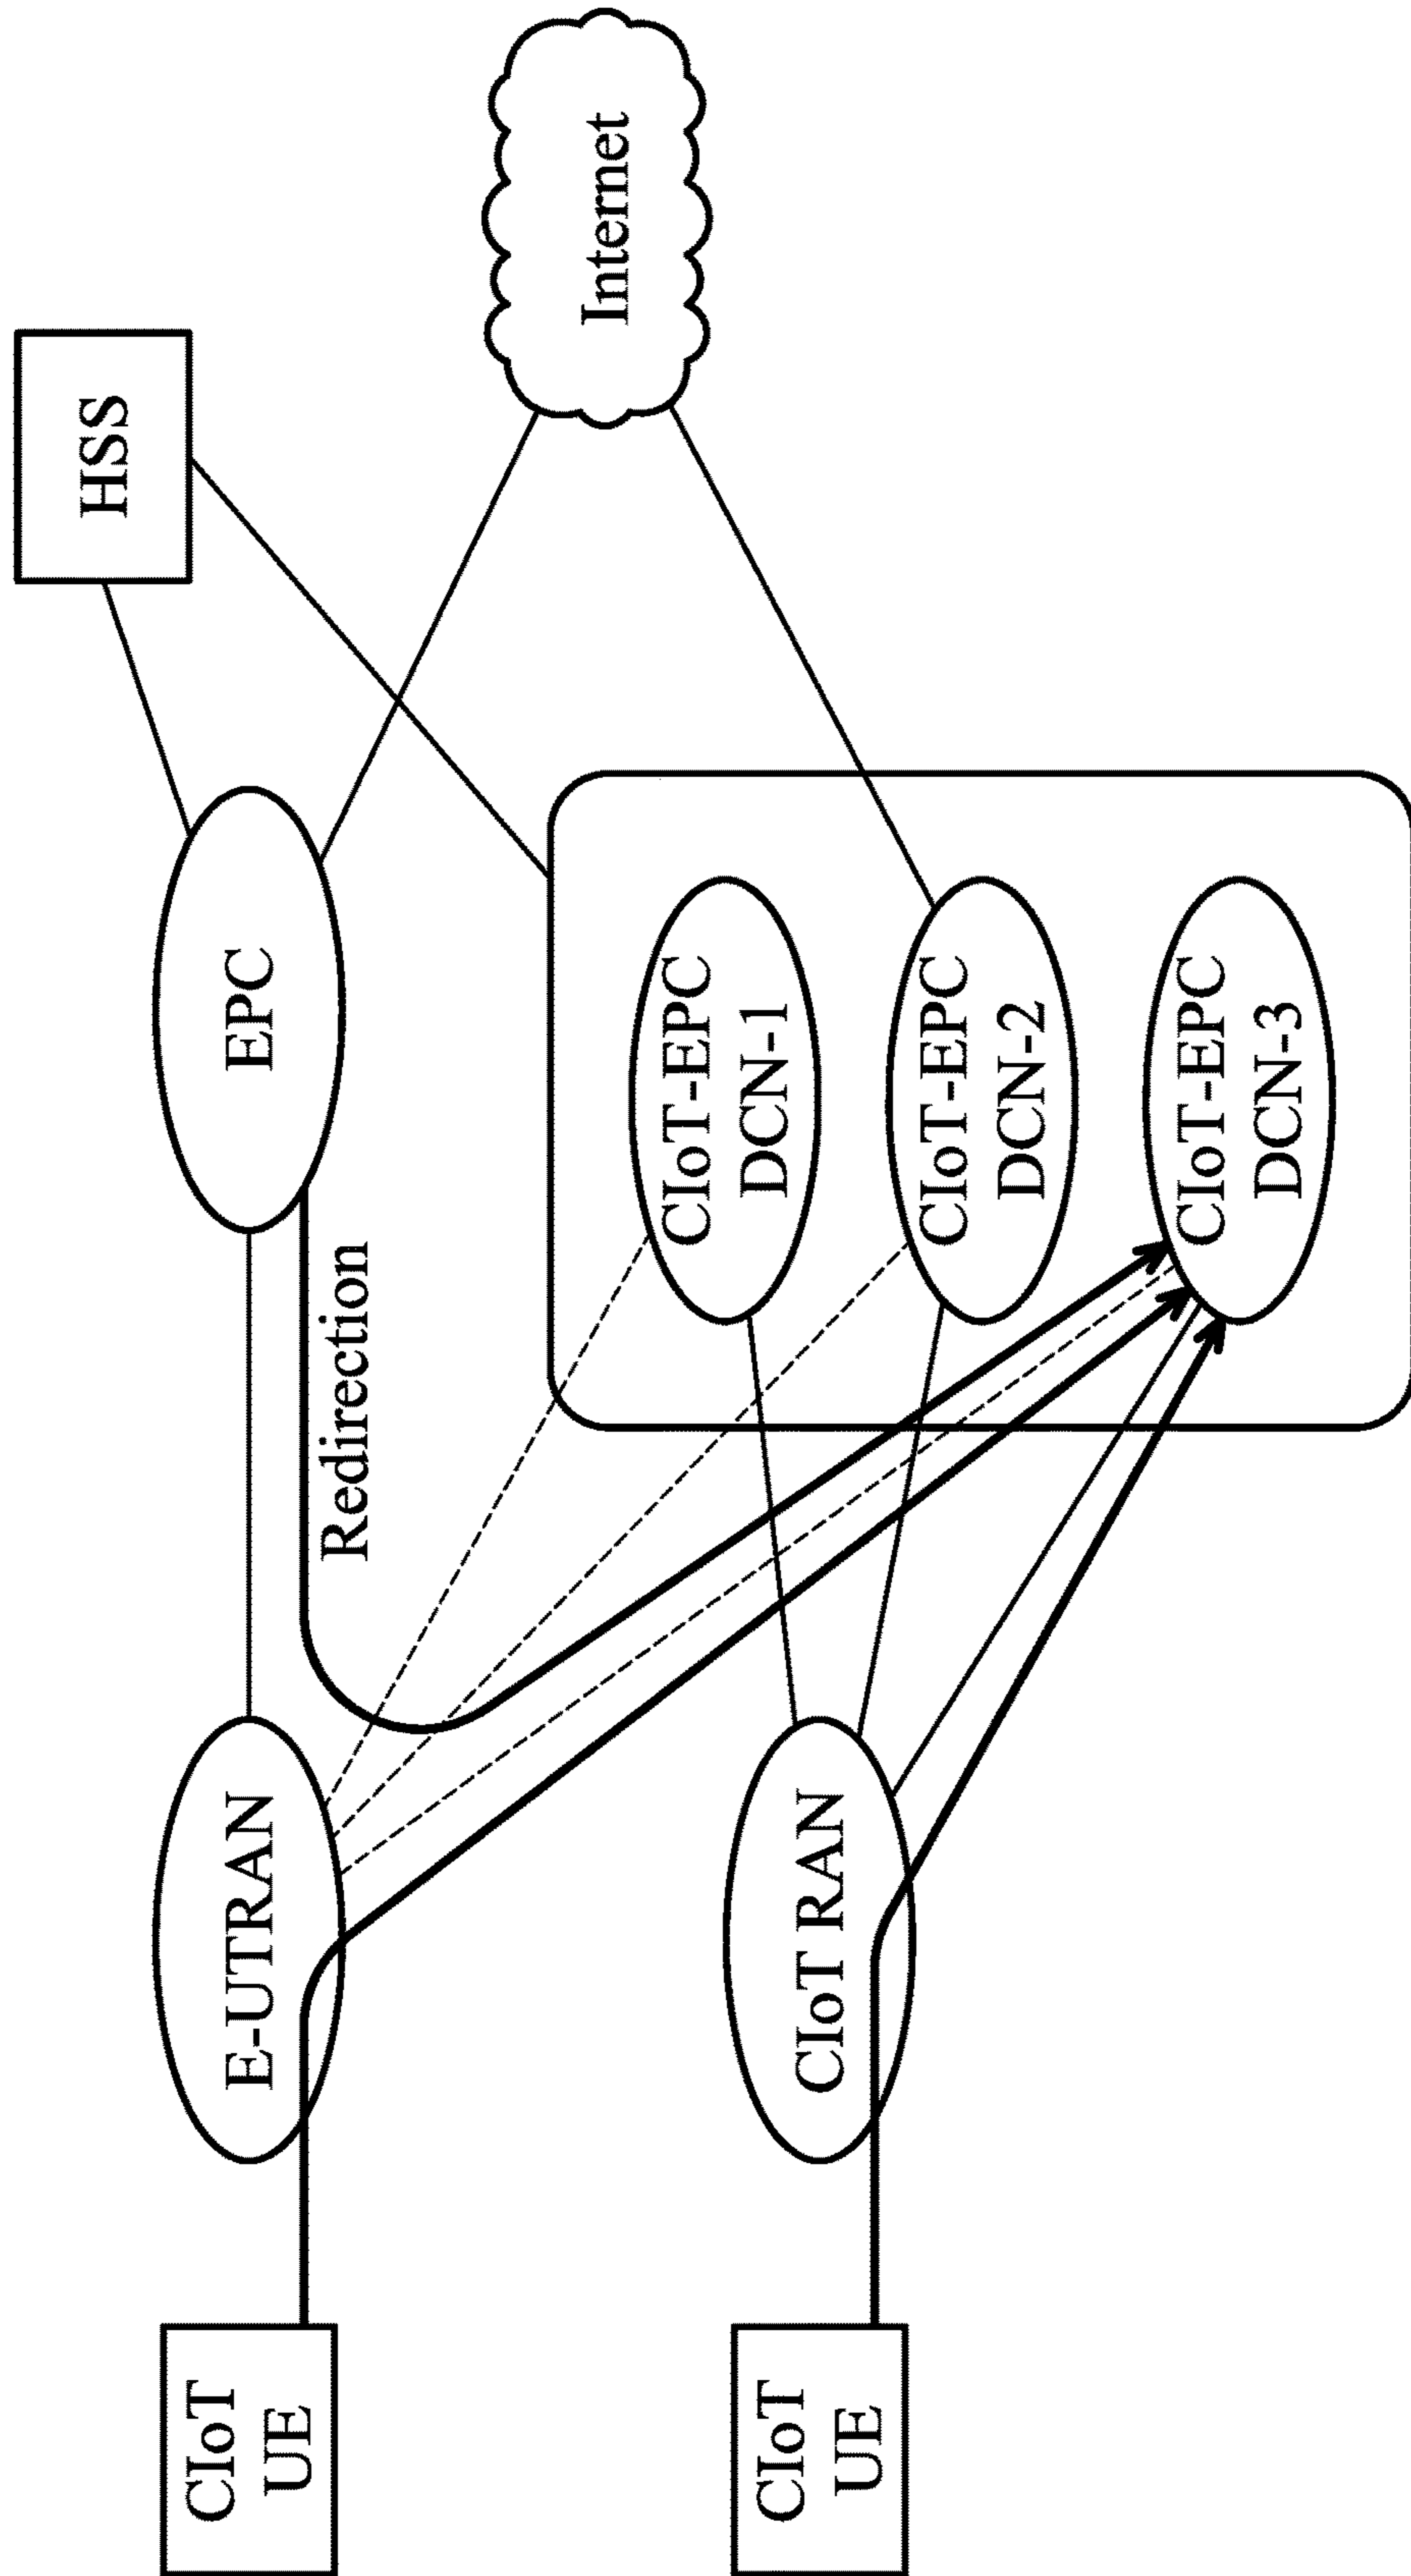 HSS
CIoT
UE
E-UTRAN
EPC
Redirection
Internet
CIoT-EPC
DCN-1
CIoT
UE
CIoT RAN
CIoT-EPC
DCN-2
CIoT-EPC
DCN-3